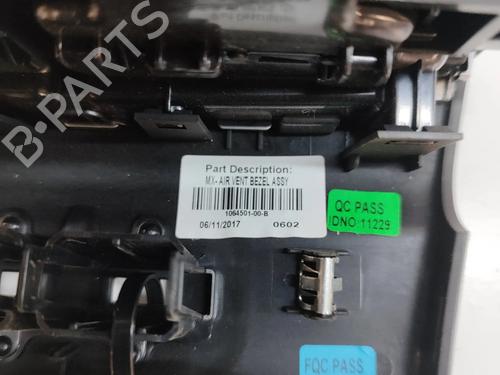 B-PARTS
Part Description:
MX- AIR VENT BEZEL ASSY
1064501-00-B
06/11/2017 0602
QC PASS
IDNO:11229
FQC PASS